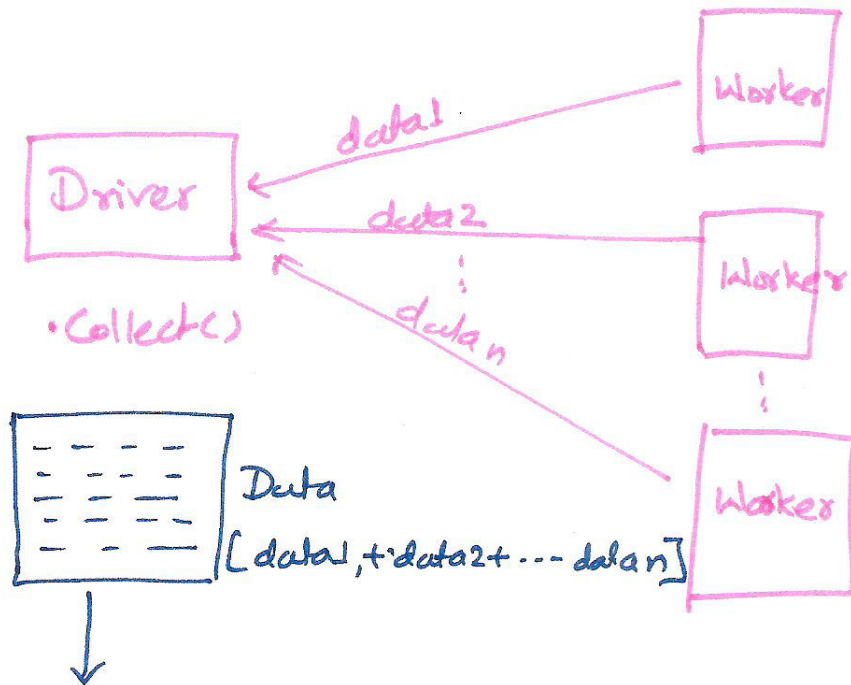 Worker
data1
Driver
data2
Worker
data n
.Collect()
Data
Worker
[data1,+data2+----data n]